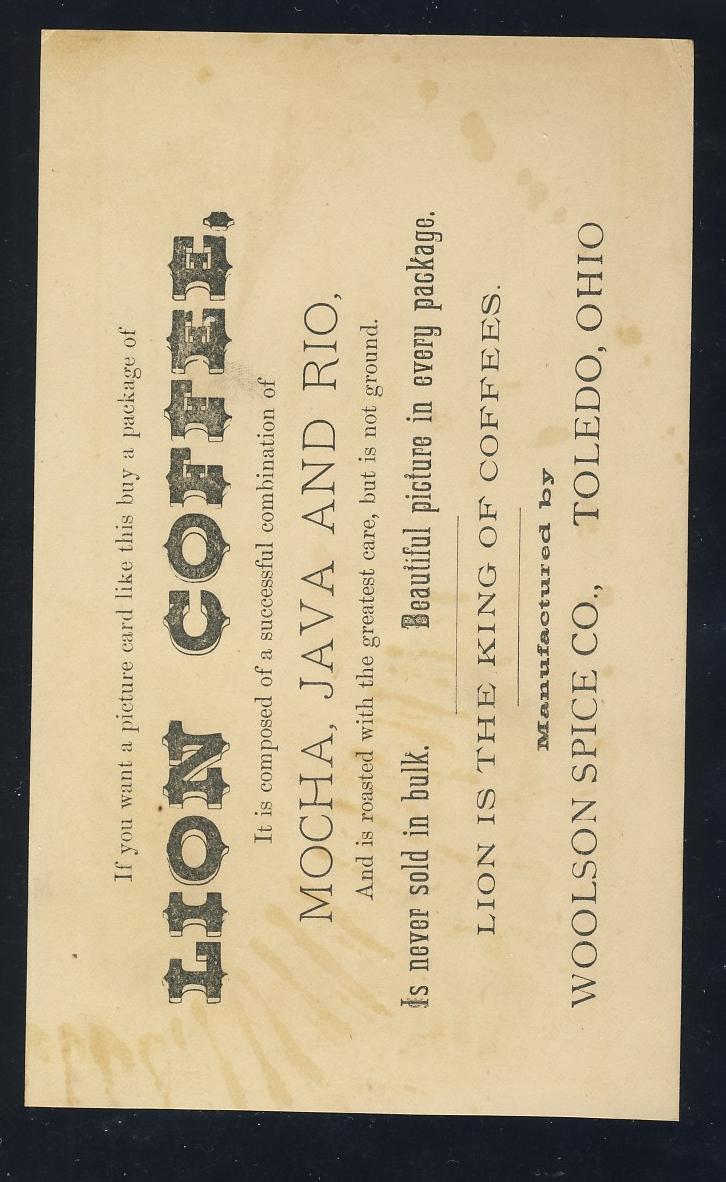 If you want a picture card like this buy a package of
LION COFFEE.
It is composed of a successful combination of
MOCHA, JAVA AND RIO,
And is roasted with the greatest care, but is not ground.
Is never sold in bulk. Beautiful picture in every package.
LION IS THE KING OF COFFEES.
Manufactured by
WOOLSON SPICE CO., TOLEDO, OHIO